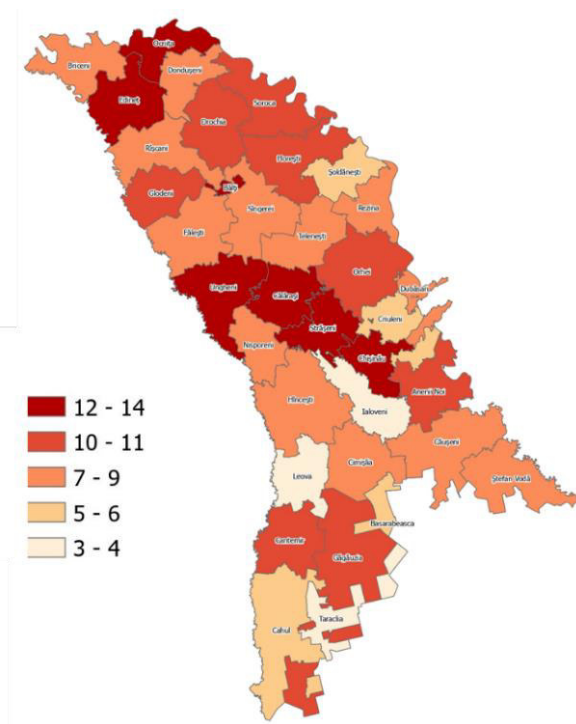 Ocnița
Briceni
Dondușeni
Edineț
Soroca
Drochia
Rîșcani
Florești
Șoldănești
Glodeni
Bălți
Sîngerei
Rezina
Fălești
Telenești
Orhei
Ungheni
Călărași
Dubăsari
Criuleni
Strășeni
Nisporeni
Chișinău
Anenii Noi
Hîncești
Ialoveni
Căușeni
Cimișlia
Leova
Ștefan Vodă
Basarabeasca
Cantemir
Găgăuzia
Taraclia
Cahul
12 - 14
10 - 11
7 - 9
5 - 6
3 - 4